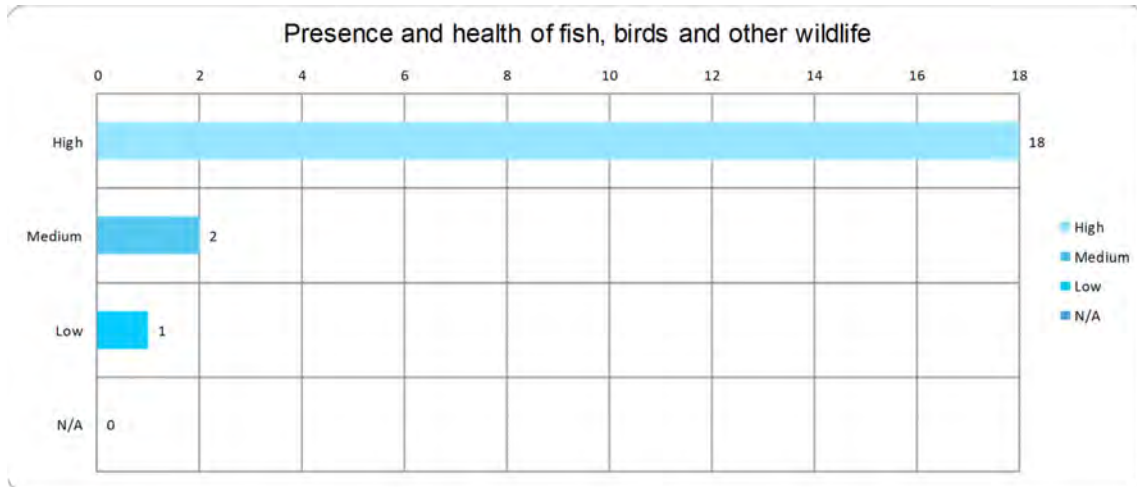 Presence and health of fish, birds and other wildlife
0 2 4 6 8 10 12 14 16 18
High 18
Medium 2
Low 1
N/A 0
High
Medium
Low
N/A